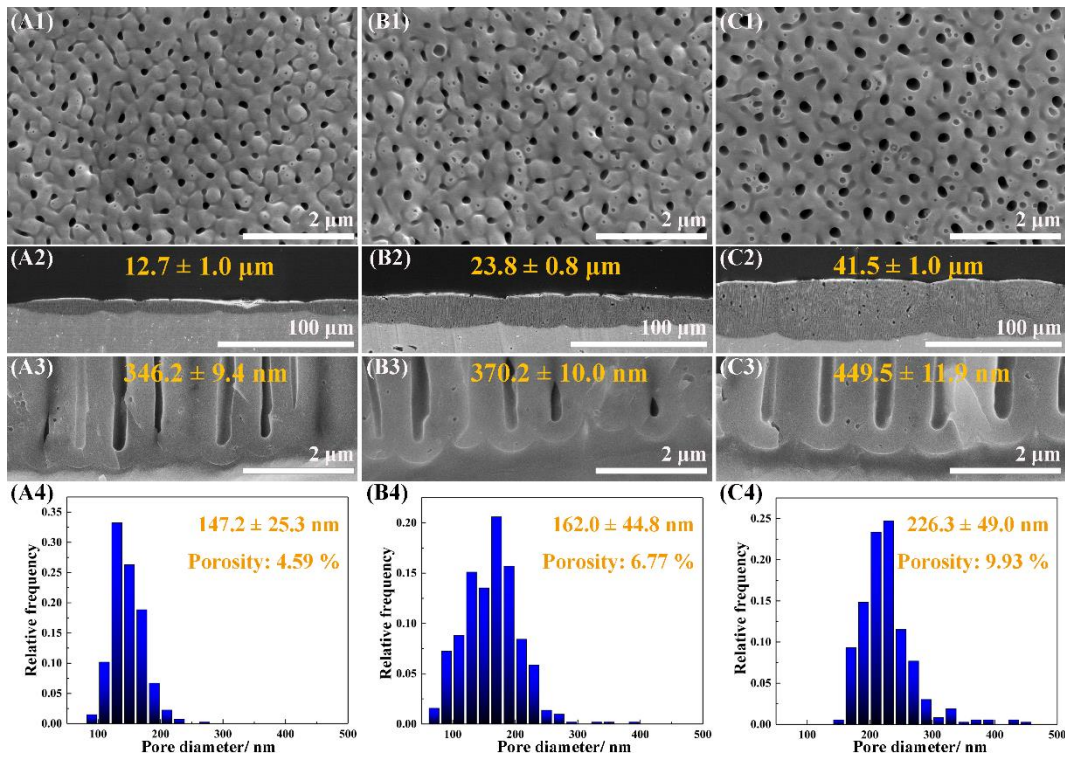 (A1)
2 μm
(B1)
2 μm
(C1)
2 μm
(A2)
12.7 ± 1.0 μm
100 μm
(B2)
23.8 ± 0.8 μm
100 μm
(C2)
41.5 ± 1.0 μm
100 μm
(A3)
346.2 ± 9.4 nm
2 μm
(B3)
370.2 ± 10.0 nm
2 μm
(C3)
449.5 ± 11.9 nm
2 μm
(A4)
147.2 ± 25.3 nm
Porosity: 4.59 %
Relative frequency
0.35
0.30
0.25
0.20
0.15
0.10
0.05
0.00
100 200 300 400 500
Pore diameter/ nm
(B4)
162.0 ± 44.8 nm
Porosity: 6.77 %
Relative frequency
0.20
0.15
0.10
0.05
0.00
100 200 300 400 500
Pore diameter/ nm
(C4)
226.3 ± 49.0 nm
Porosity: 9.93 %
Relative frequency
0.25
0.20
0.15
0.10
0.05
0.00
100 200 300 400 500
Pore diameter/ nm